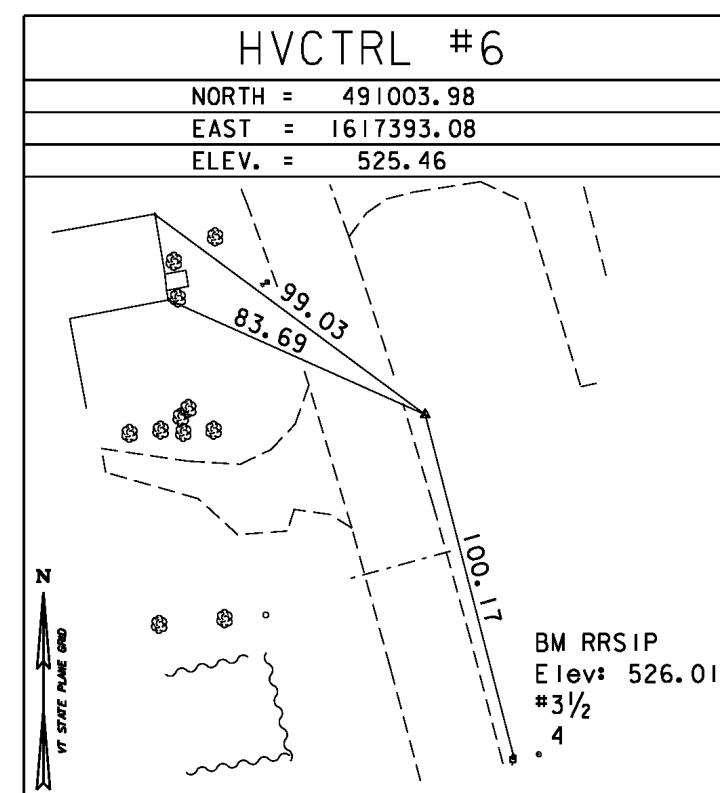 HVCTRL #6
NORTH = 491003.98
EAST = 1617393.08
ELEV. = 525.46
99.03
83.69
100.17
N
VT STATE PLANE GRID
BM RRSIP
Elev: 526.01
#3½
4